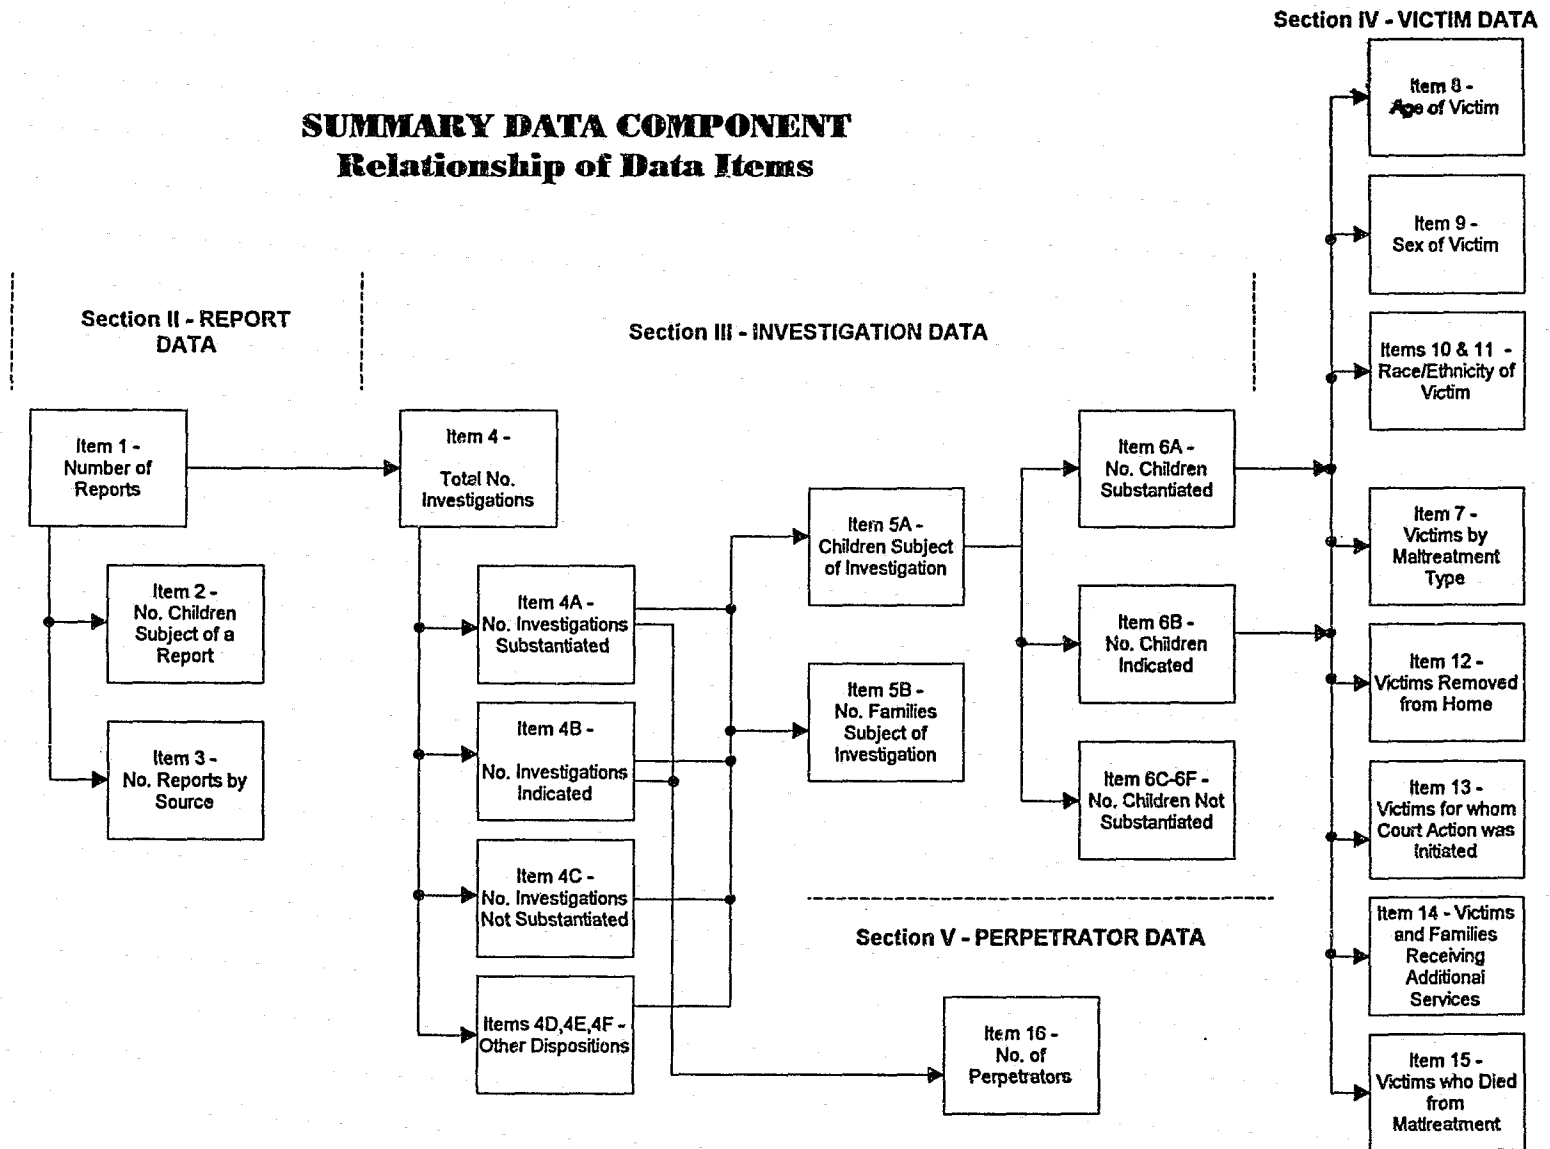 Section IV - VICTIM DATA
SUMMARY DATA COMPONENT
Relationship of Data Items
Section II - REPORT
DATA
Section III - INVESTIGATION DATA
Item 1 -
Number of
Reports
Item 2 -
No. Children
Subject of a
Report
Item 3 -
No. Reports by
Source
Item 4 -
Total No.
Investigations
Item 4A -
No. Investigations
Substantiated
Item 4B -
No. Investigations
Indicated
Item 4C -
No. Investigations
Not Substantiated
Items 4D,4E,4F -
Other Dispositions
Item 5A -
Children Subject
of Investigation
Item 5B -
No. Families
Subject of
Investigation
Item 6A -
No. Children
Substantiated
Item 6B -
No. Children
Indicated
Item 6C-6F -
No. Children Not
Substantiated
Section V - PERPETRATOR DATA
Item 16 -
No. of
Perpetrators
Item 8 -
Age of Victim
Item 9 -
Sex of Victim
Items 10 & 11 -
Race/Ethnicity of
Victim
Item 7 -
Victims by
Maltreatment
Type
Item 12 -
Victims Removed
from Home
Item 13 -
Victims for whom
Court Action was
Initiated
Item 14 - Victims
and Families
Receiving
Additional
Services
Item 15 -
Victims who Died
from
Maltreatment